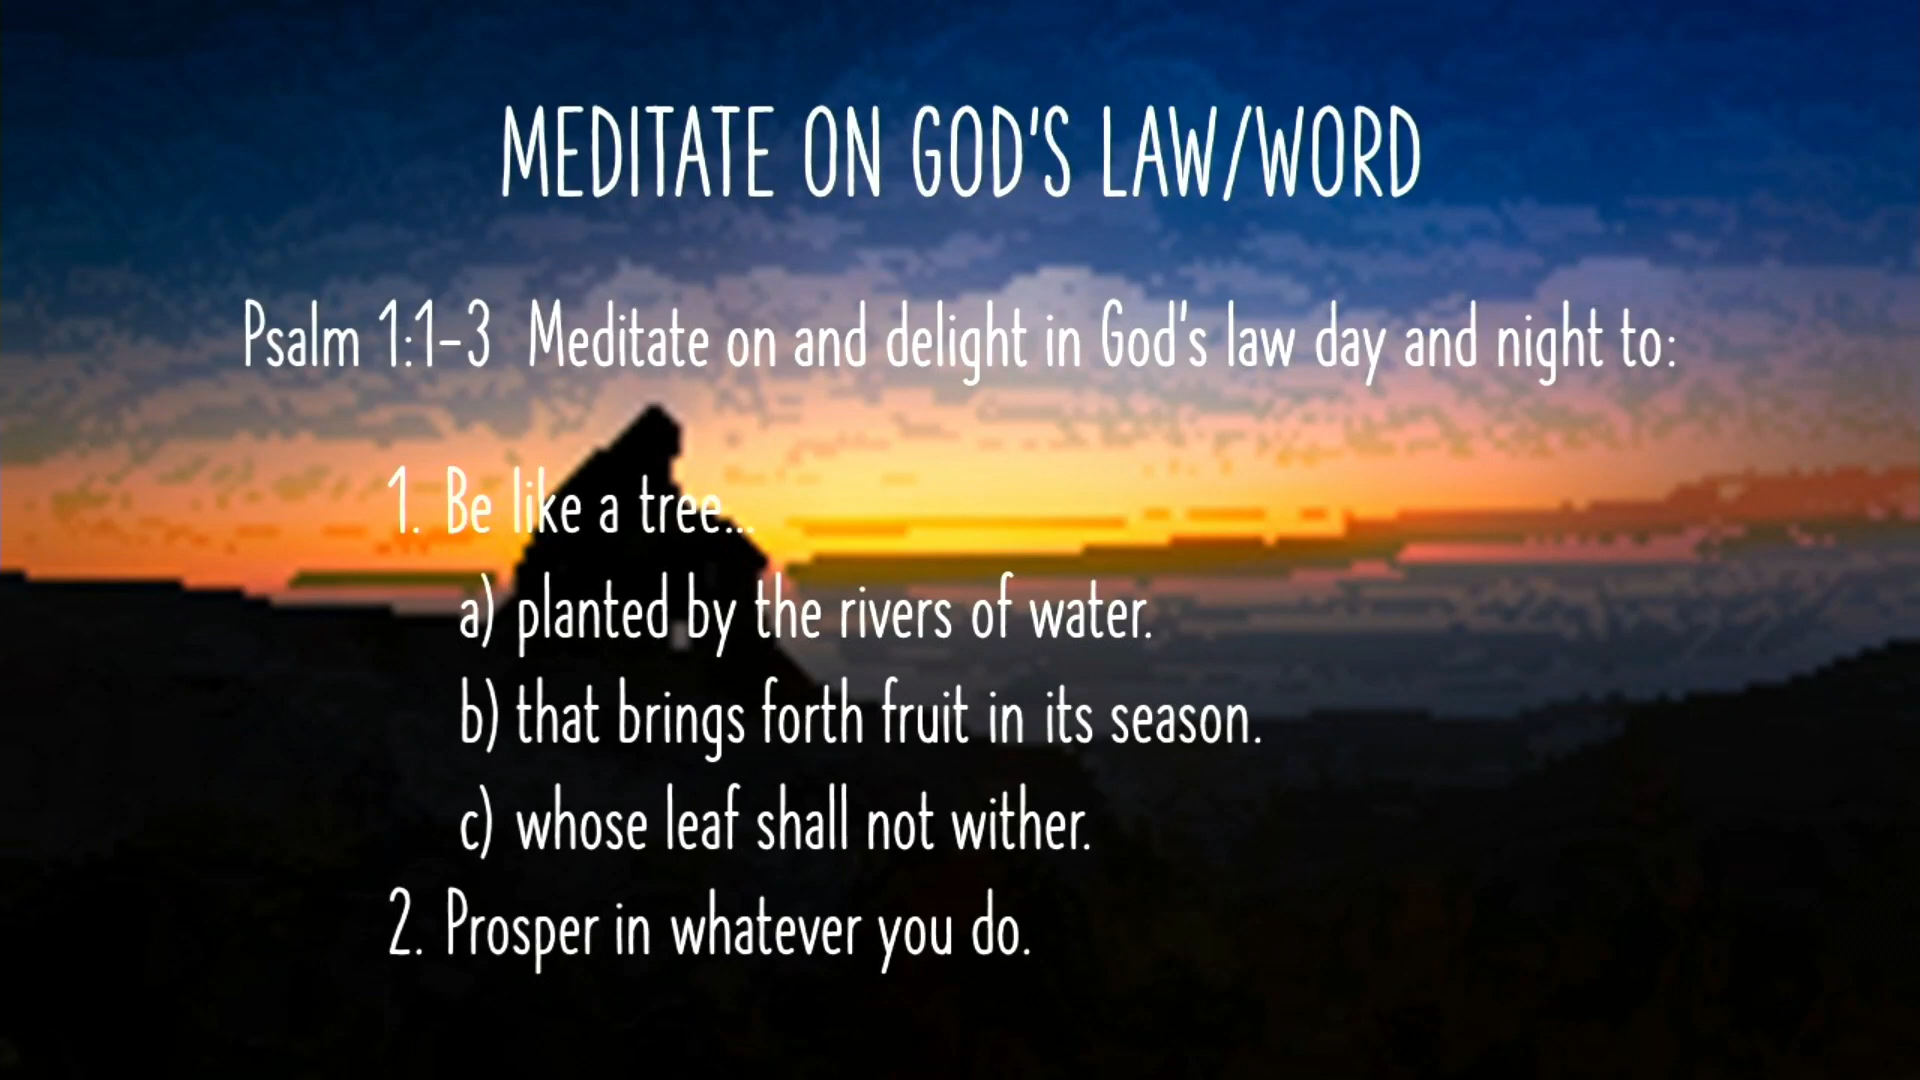 MEDITATE ON GOD'S LAW/WORD
Psalm 1:1-3 Meditate on and delight in God's law day and night to:
1. Be like a tree...
a) planted by the rivers of water.
b) that brings forth fruit in its season.
c) whose leaf shall not wither.
2. Prosper in whatever you do.